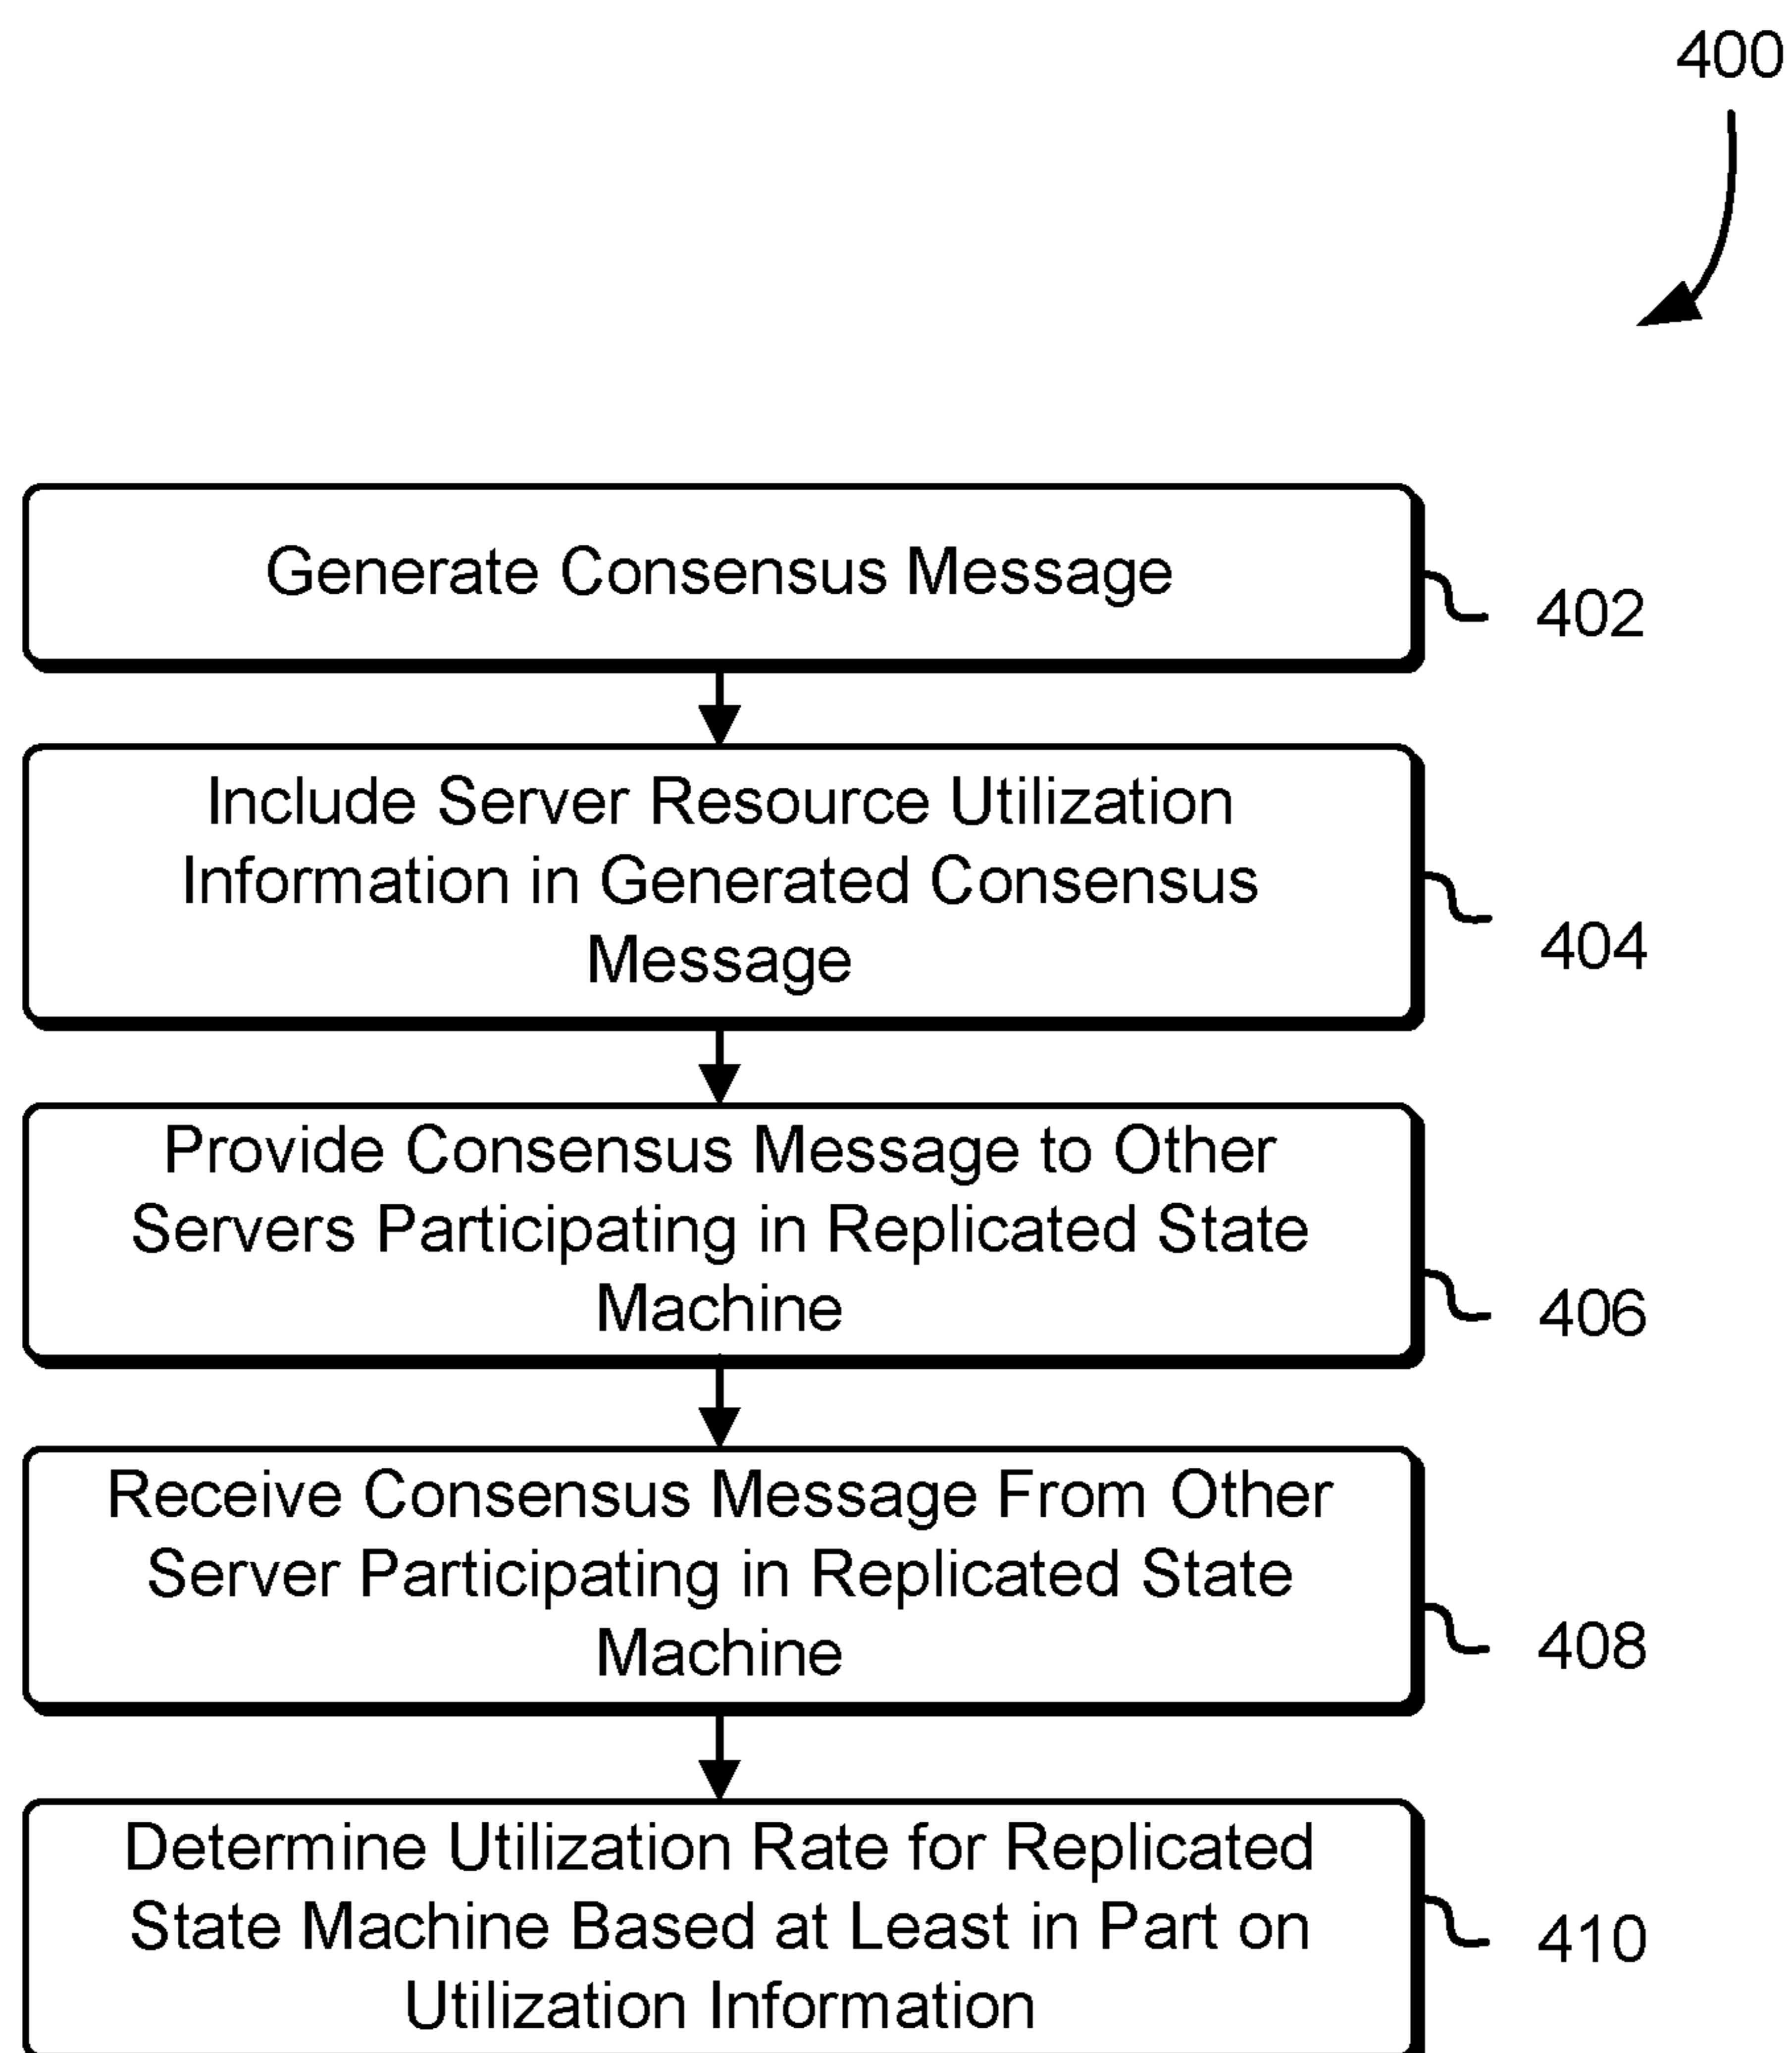 400
Generate Consensus Message
402
Include Server Resource Utilization
Information in Generated Consensus
Message
404
Provide Consensus Message to Other
Servers Participating in Replicated State
Machine
406
Receive Consensus Message From Other
Server Participating in Replicated State
Machine
408
Determine Utilization Rate for Replicated
State Machine Based at Least in Part on
Utilization Information
410